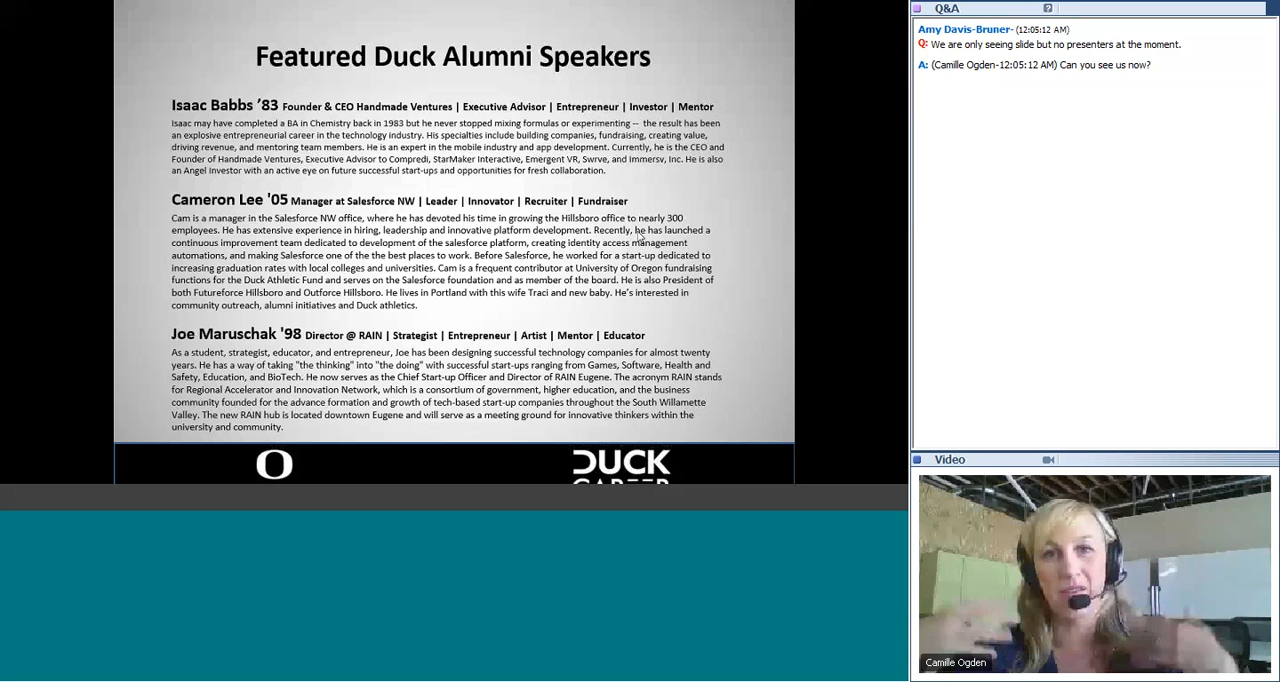 Featured Duck Alumni Speakers
Isaac Babbs ’83 Founder & CEO Handmade Ventures | Executive Advisor | Entrepreneur | Investor | Mentor
Isaac may have completed a BA in Chemistry back in 1983 but he never stopped mixing formulas or experimenting -- the result has been
an explosive entrepreneurial career in the technology industry. His specialties include building companies, fundraising, creating value,
driving revenue, and mentoring team members. He is an expert in the mobile industry and app development. Currently, he is the CEO and
Founder of Handmade Ventures, Executive Advisor to Compredi, StarMaker Interactive, Emergent VR, Swrve, and Immersv, Inc. He is also
an Angel Investor with an active eye on future successful start-ups and opportunities for fresh collaboration.
Cameron Lee '05 Manager at Salesforce NW | Leader | Innovator | Recruiter | Fundraiser
Cam is a manager in the Salesforce NW office, where he has devoted his time in growing the Hillsboro office to nearly 300
employees. He has extensive experience in hiring, leadership and innovative platform development. Recently, he has launched a
continuous improvement team dedicated to development of the salesforce platform, creating identity access management
automations, and making Salesforce one of the the best places to work. Before Salesforce, he worked for a start-up dedicated to
increasing graduation rates with local colleges and universities. Cam is a frequent contributor at University of Oregon fundraising
functions for the Duck Athletic Fund and serves on the Salesforce foundation and as member of the board. He is also President of
both Futureforce Hillsboro and Outforce Hillsboro. He lives in Portland with this wife Traci and new baby. He’s interested in
community outreach, alumni initiatives and Duck athletics.
Joe Maruschak '98 Director @ RAIN | Strategist | Entrepreneur | Artist | Mentor | Educator
As a student, strategist, educator, and entrepreneur, Joe has been designing successful technology companies for almost twenty
years. He has a way of taking "the thinking" into "the doing" with successful start-ups ranging from Games, Software, Health and
Safety, Education, and BioTech. He now serves as the Chief Start-up Officer and Director of RAIN Eugene. The acronym RAIN stands
for Regional Accelerator and Innovation Network, which is a consortium of government, higher education, and the business
community founded for the advance formation and growth of tech-based start-up companies throughout the South Willamette
Valley. The new RAIN hub is located downtown Eugene and will serve as a meeting ground for innovative thinkers within the
university and community.
O
DUCK
CAREER
Q&A
Amy Davis-Bruner- (12:05:12 AM)
Q: We are only seeing slide but no presenters at the moment.
A: (Camille Ogden-12:05:12 AM) Can you see us now?
Video
Camille Ogden